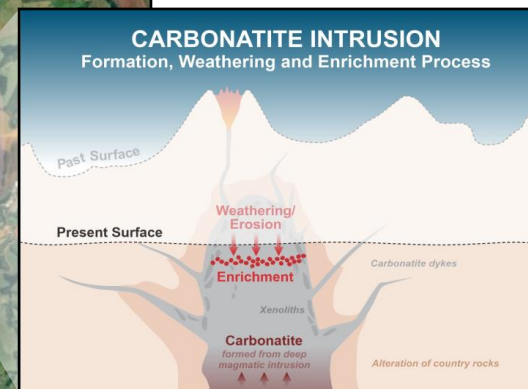 CARBONATITE INTRUSION
Formation, Weathering and Enrichment Process
Past Surface
Weathering/
Erosion
Present Surface
Enrichment
Carbonatite dykes
Xenoliths
Carbonatite
formed from deep
magmatic intrusion
Alteration of country rocks